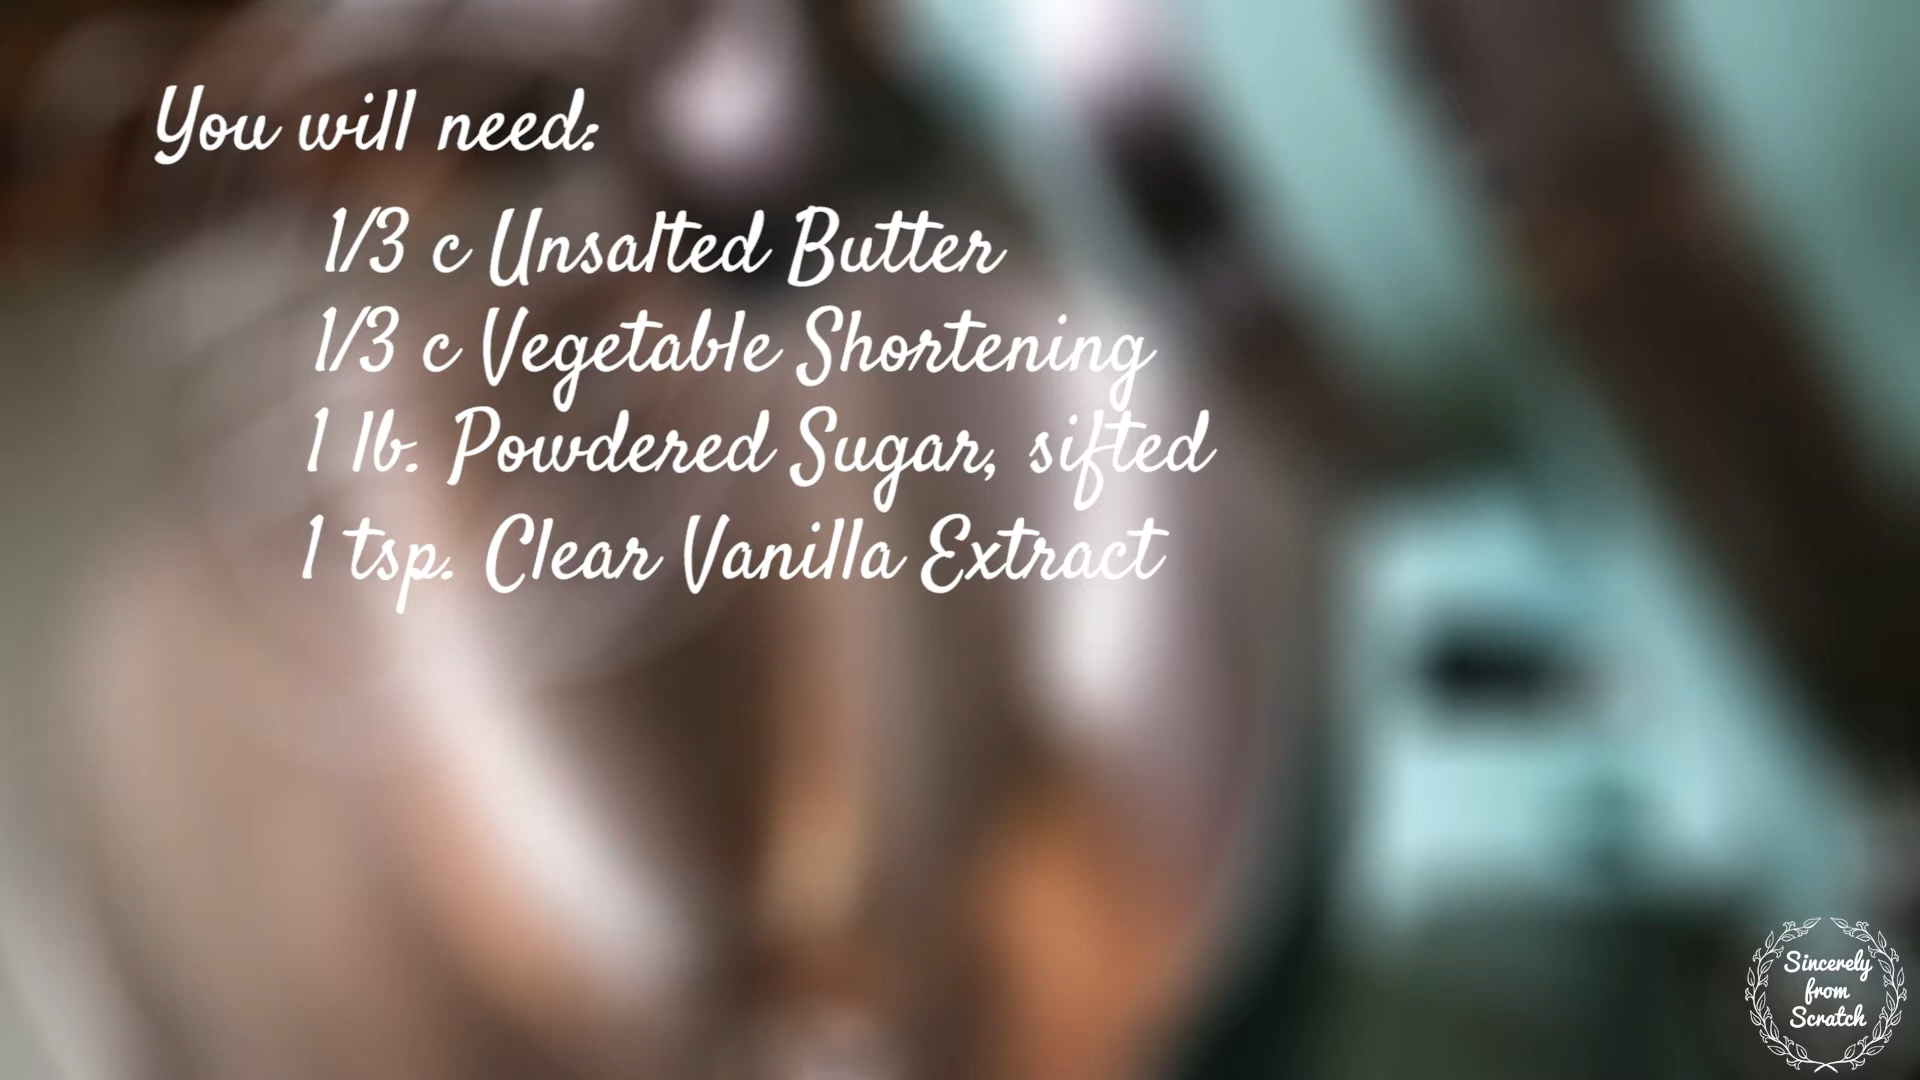 You will need:
1/3 c Unsalted Butter
1/3 c Vegetable Shortening
1 lb. Powdered Sugar, sifted
1 tsp. Clear Vanilla Extract
Sincerely
from
Scratch